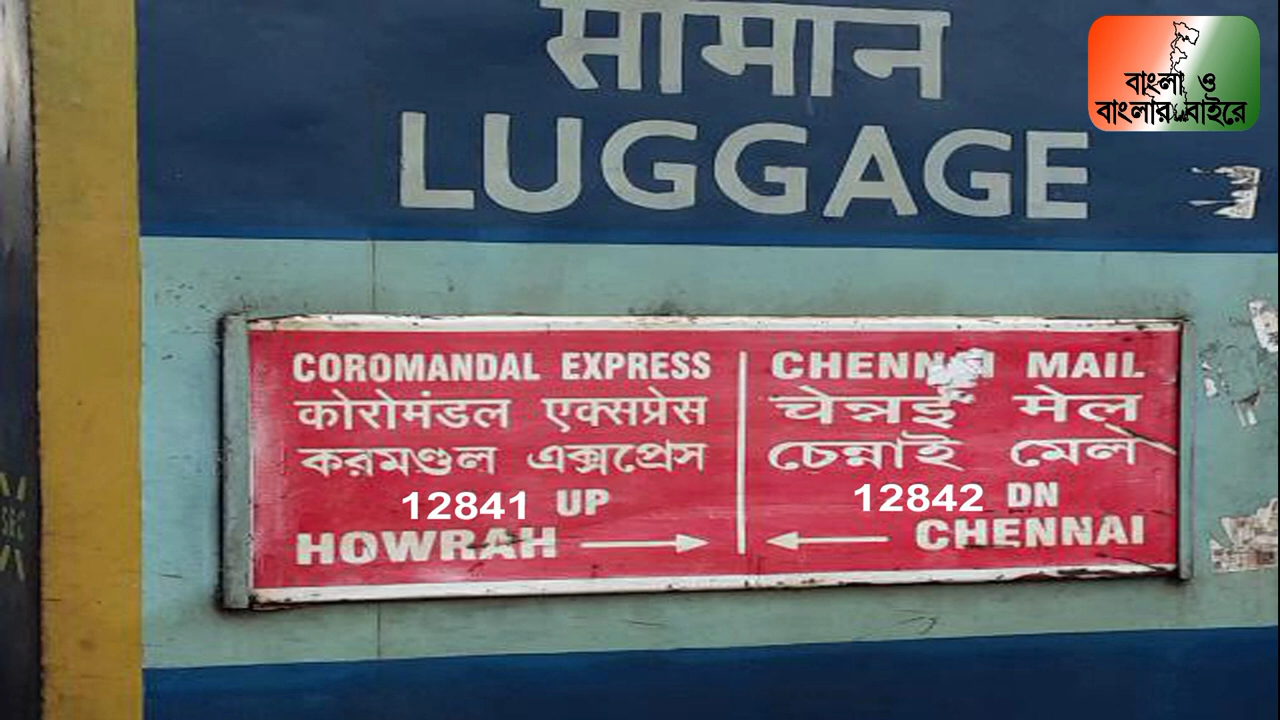 सामान
LUGGAGE
বাংলা ও
বাংলার বাইরে
COROMANDAL EXPRESS
कोरोमंडल एक्सप्रेस
করমণ্ডল এক্সপ্রেস
12841 UP
HOWRAH
CHENNAI MAIL
चेन्नई मेल
চেন্নাই মেল
12842 DN
CHENNAI